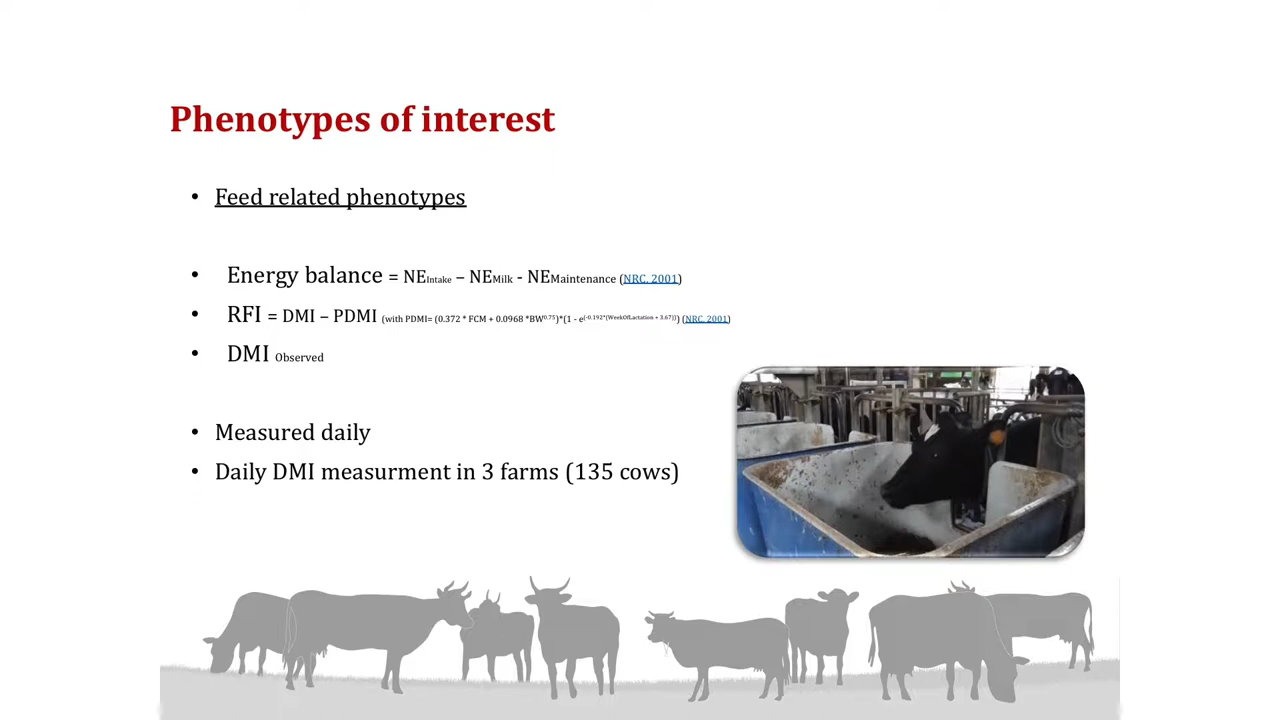 Phenotypes of interest
• Feed related phenotypes
• Energy balance = NEIntake – NEMilk - NEMaintenance (NRC, 2001)
• RFI = DMI – PDMI (with PDMI= (0.372 * FCM + 0.0968 *BW0.75)*(1 - e(-0.192*(WeekOfLactation + 3.67))) (NRC, 2001)
• DMI Observed
• Measured daily
• Daily DMI measurment in 3 farms (135 cows)